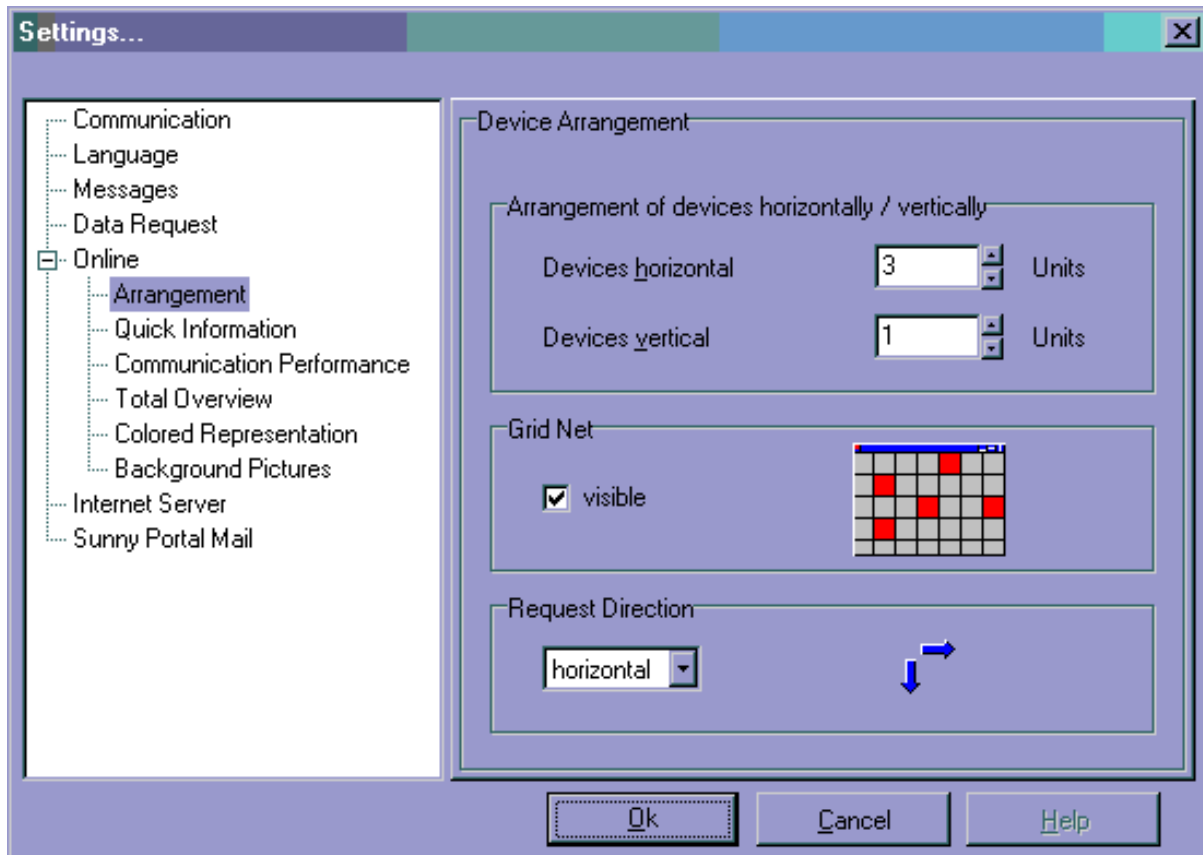 Settings...
Communication
Language
Messages
Data Request
Online
Arrangement
Quick Information
Communication Performance
Total Overview
Colored Representation
Background Pictures
Internet Server
Sunny Portal Mail
Device Arrangement
Arrangement of devices horizontally / vertically
Devices horizontal 3 Units
Devices vertical 1 Units
Grid Net
visible
Request Direction
horizontal
Ok Cancel Help